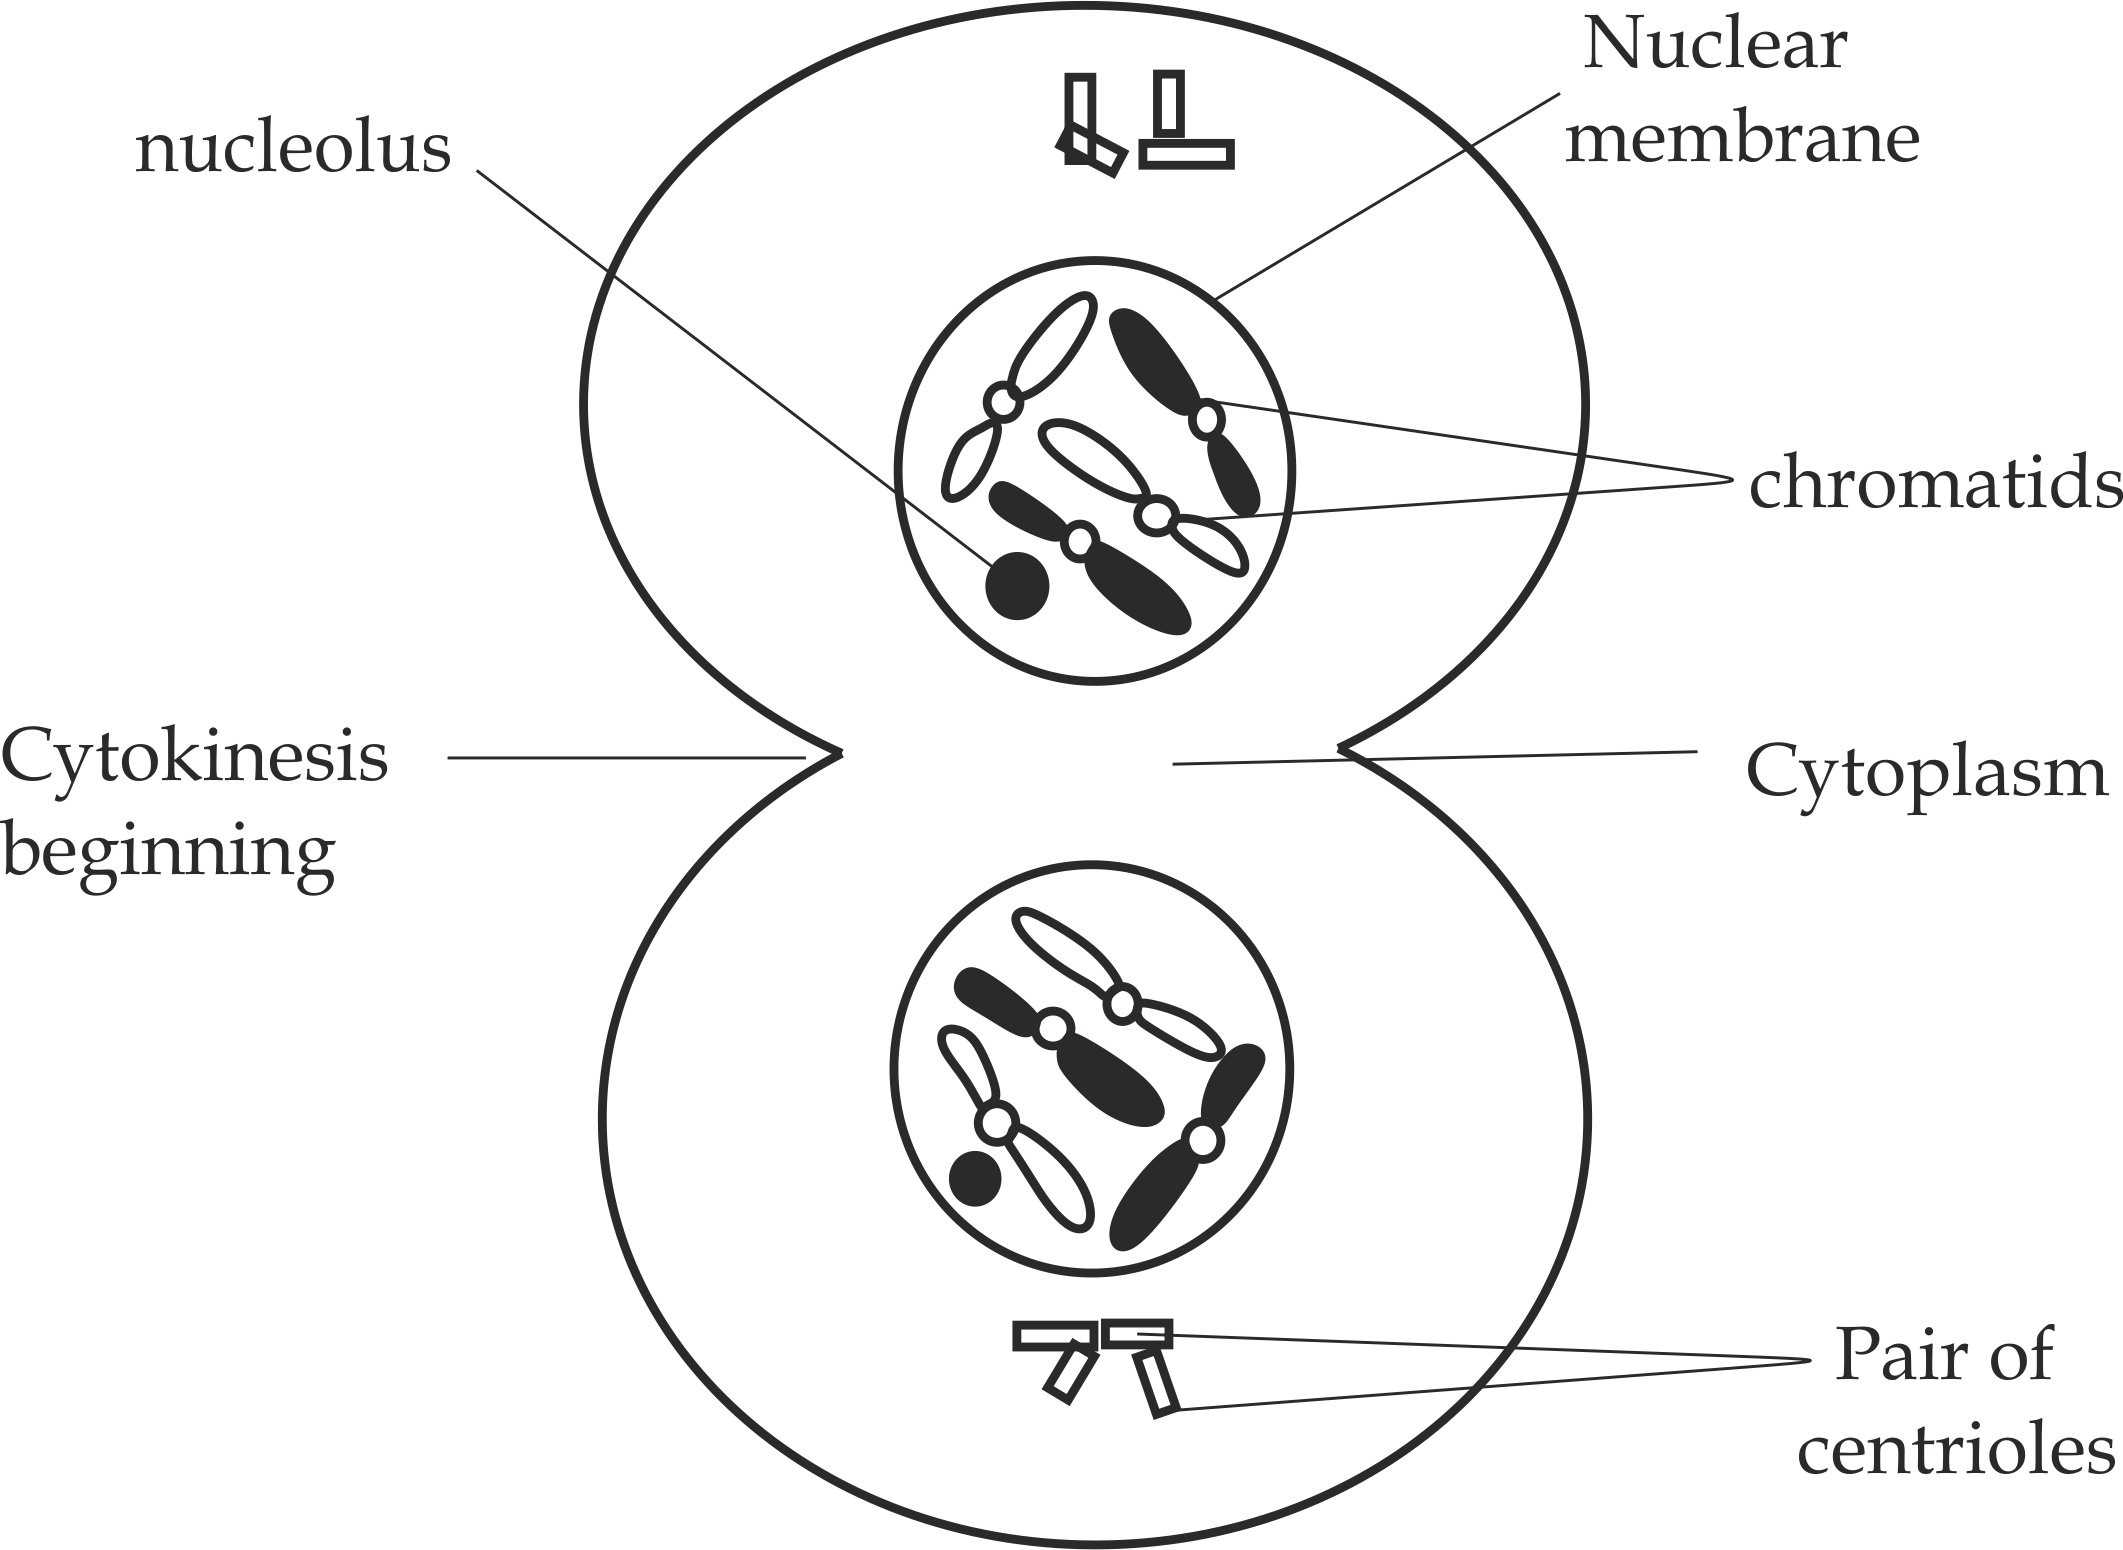 Nuclear
membrane
nucleolus
chromatids
Cytokinesis
beginning
Cytoplasm
Pair of
centrioles